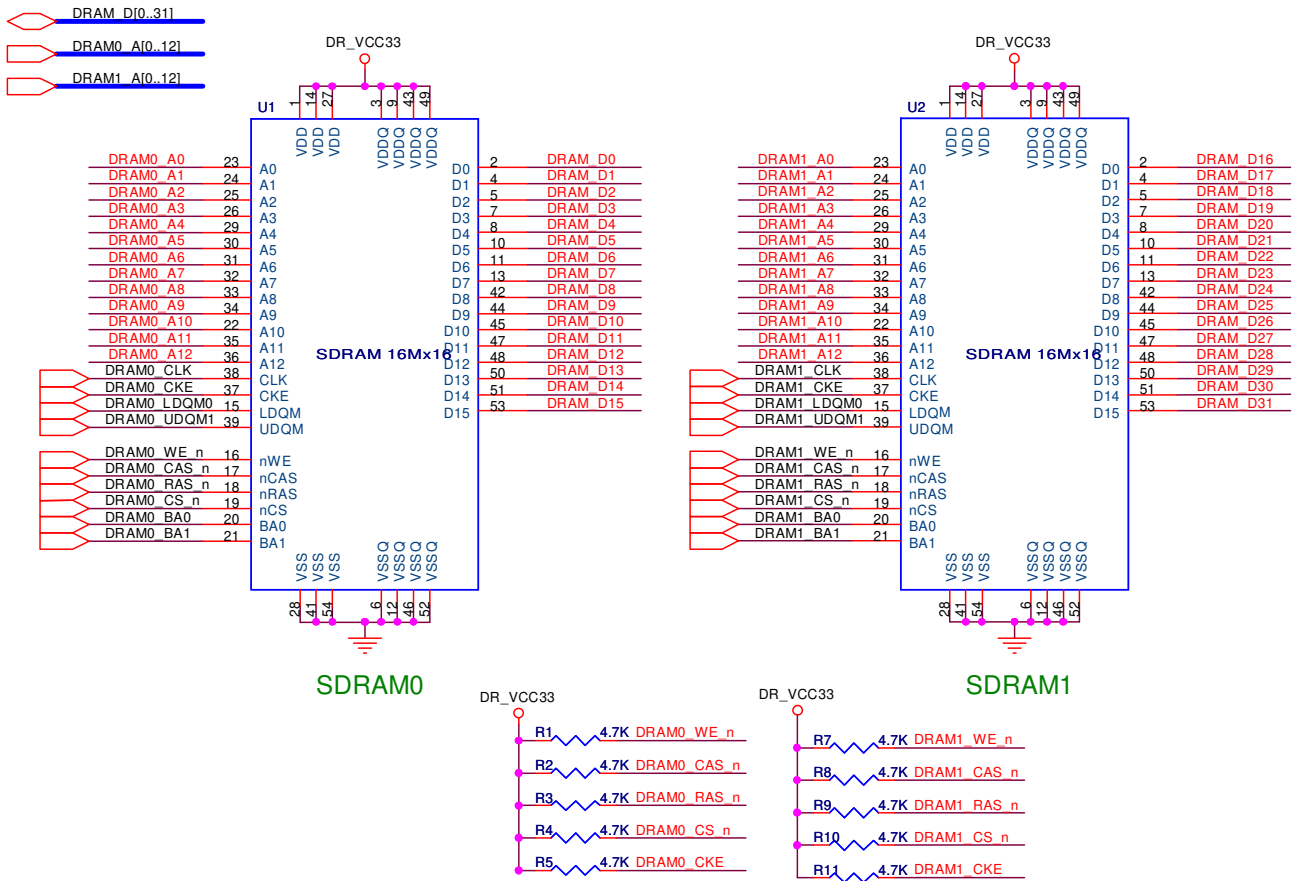 DRAM_D[0..31]
DRAM0_A[0..12]
DRAM1_A[0..12]
DR_VCC33
U1
1 14 27 3 9 43 49
VDD VDD VDD VDDQ VDDQ VDDQ VDDQ
DRAM0_A0 23 A0 D0 2 DRAM_D0
DRAM0_A1 24 A1 D1 4 DRAM_D1
DRAM0_A2 25 A2 D2 5 DRAM_D2
DRAM0_A3 26 A3 D3 7 DRAM_D3
DRAM0_A4 29 A4 D4 8 DRAM_D4
DRAM0_A5 30 A5 D5 10 DRAM_D5
DRAM0_A6 31 A6 D6 11 DRAM_D6
DRAM0_A7 32 A7 D7 13 DRAM_D7
DRAM0_A8 33 A8 D8 42 DRAM_D8
DRAM0_A9 34 A9 D9 44 DRAM_D9
DRAM0_A10 22 A10 D10 45 DRAM_D10
DRAM0_A11 35 A11 D11 47 DRAM_D11
SDRAM 16Mx16
DRAM0_A12 36 A12 D12 48 DRAM_D12
DRAM0_CLK 38 CLK D13 50 DRAM_D13
DRAM0_CKE 37 CKE D14 51 DRAM_D14
DRAM0_LDQM0 15 LDQM D15 53 DRAM_D15
DRAM0_UDQM1 39 UDQM
DRAM0_WE_n 16 nWE
DRAM0_CAS_n 17 nCAS
DRAM0_RAS_n 18 nRAS
DRAM0_CS_n 19 nCS
DRAM0_BA0 20 BA0
DRAM0_BA1 21 BA1
VSS VSS VSS VSSQ VSSQ VSSQ VSSQ
28 41 54 6 12 46 52
SDRAM0
DR_VCC33
U2
1 14 27 3 9 43 49
VDD VDD VDD VDDQ VDDQ VDDQ VDDQ
DRAM1_A0 23 A0 D0 2 DRAM_D16
DRAM1_A1 24 A1 D1 4 DRAM_D17
DRAM1_A2 25 A2 D2 5 DRAM_D18
DRAM1_A3 26 A3 D3 7 DRAM_D19
DRAM1_A4 29 A4 D4 8 DRAM_D20
DRAM1_A5 30 A5 D5 10 DRAM_D21
DRAM1_A6 31 A6 D6 11 DRAM_D22
DRAM1_A7 32 A7 D7 13 DRAM_D23
DRAM1_A8 33 A8 D8 42 DRAM_D24
DRAM1_A9 34 A9 D9 44 DRAM_D25
DRAM1_A10 22 A10 D10 45 DRAM_D26
DRAM1_A11 35 A11 D11 47 DRAM_D27
SDRAM 16Mx16
DRAM1_A12 36 A12 D12 48 DRAM_D28
DRAM1_CLK 38 CLK D13 50 DRAM_D29
DRAM1_CKE 37 CKE D14 51 DRAM_D30
DRAM1_LDQM0 15 LDQM D15 53 DRAM_D31
DRAM1_UDQM1 39 UDQM
DRAM1_WE_n 16 nWE
DRAM1_CAS_n 17 nCAS
DRAM1_RAS_n 18 nRAS
DRAM1_CS_n 19 nCS
DRAM1_BA0 20 BA0
DRAM1_BA1 21 BA1
VSS VSS VSS VSSQ VSSQ VSSQ VSSQ
28 41 54 6 12 46 52
SDRAM1
DR_VCC33
R1 4.7K DRAM0_WE_n
R2 4.7K DRAM0_CAS_n
R3 4.7K DRAM0_RAS_n
R4 4.7K DRAM0_CS_n
R5 4.7K DRAM0_CKE
DR_VCC33
R7 4.7K DRAM1_WE_n
R8 4.7K DRAM1_CAS_n
R9 4.7K DRAM1_RAS_n
R10 4.7K DRAM1_CS_n
R11 4.7K DRAM1_CKE